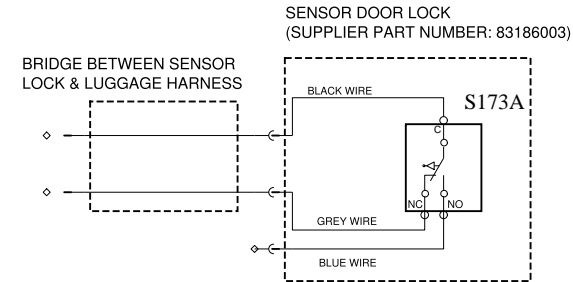 SENSOR DOOR LOCK
(SUPPLIER PART NUMBER: 83186003)
BRIDGE BETWEEN SENSOR
LOCK & LUGGAGE HARNESS
BLACK WIRE
S173A
C
NC
NO
GREY WIRE
BLUE WIRE